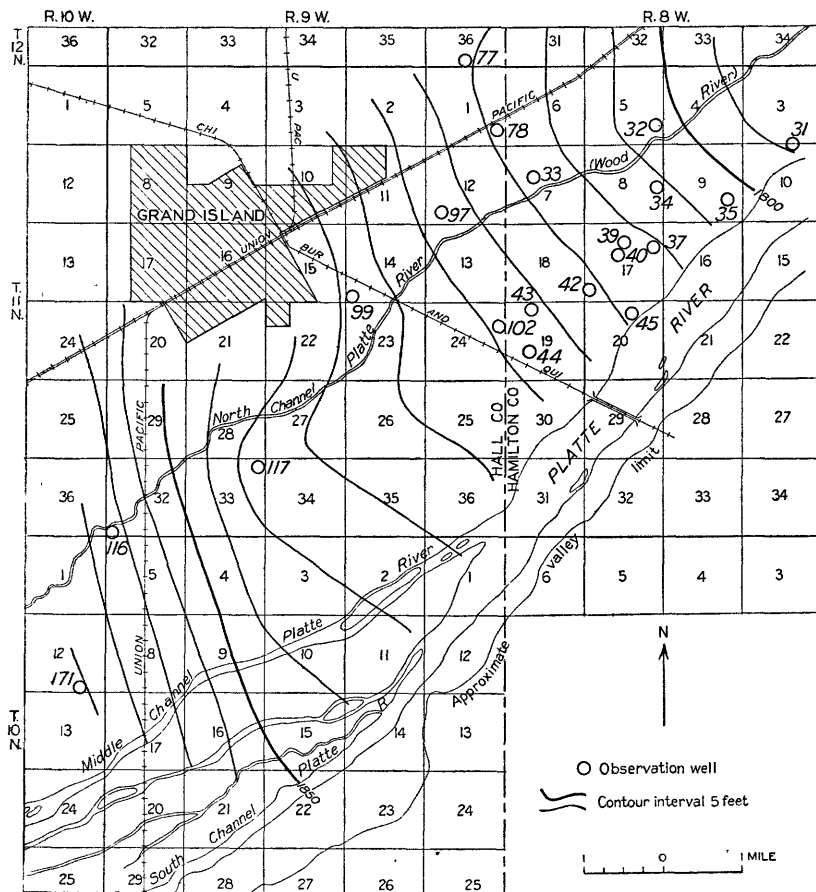 R. 10 W. R. 9 W. R. 8 W.
T. 12 N.
36 32 33 34 35 36 31 32 33 34
77
U PAC
1 5 4 3 2 1 PACIFIC 6 5 4 River) 3
CHI
78 32 31
(Wood
12 8 9 10 11 12 33 7 8 34 9 35 10
1800
GRAND ISLAND
97
UNION
T. 11 N.
13 17 16 15 14 13 18 39 40 17 37 16 15
BUR
River
99 42
RIVER
AND
43 45
102
24 20 21 22 23 24 19 20 21 22
44
QUI
Platte
Channel
North
PACIFIC
25 29 28 27 26 25 30 29 28 27
HALL CO
HAMILTON CO
PLATTE
limit
117
36 32 33 34 35 36 31 32 33 34
116
River
valley
1 5 4 3 2 1 6 5 4 3
Platte
UNION
12 8 9 10 11 12
Approximate
N
171
Channel
T. 10 N.
13 17 16 15 14 13
R
Middle
Platte
Observation well
1850
Contour interval 5 feet
24 20 21 22 23 24
Channel
South
1 0 1 MILE
25 29 28 27 26 25